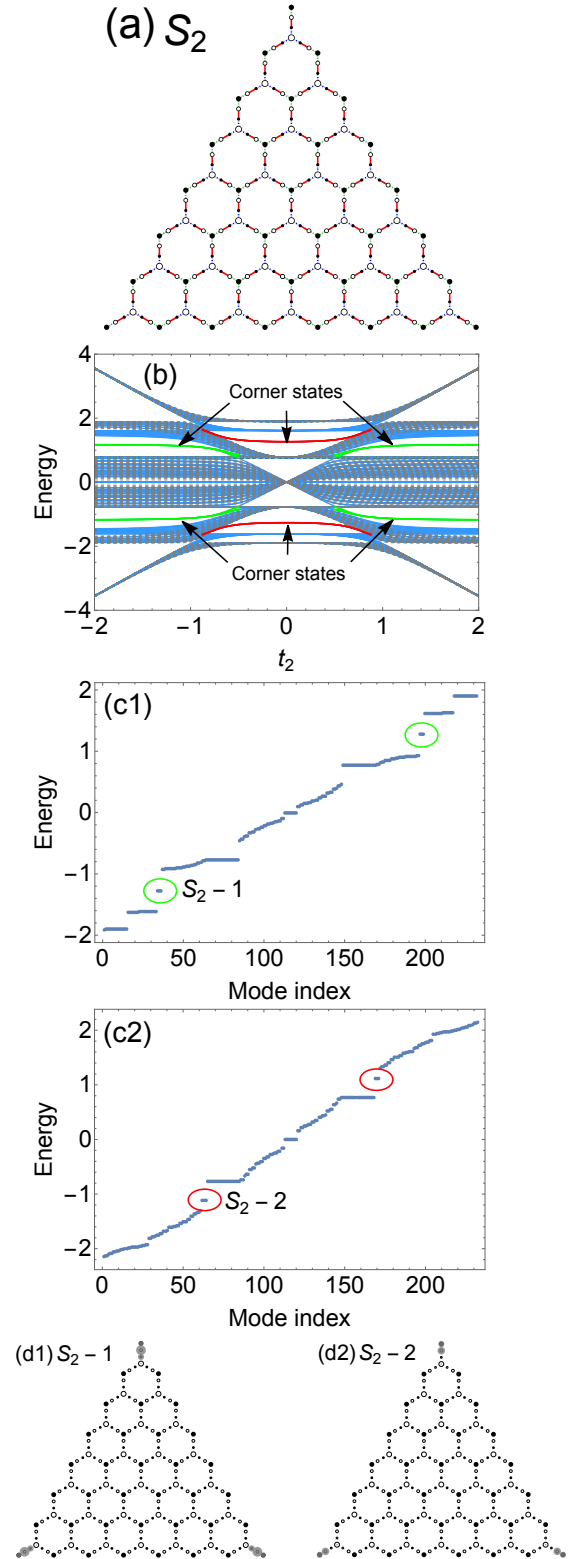 (a) S₂
(b)
Corner states
Corner states
Energy
4
2
0
−2
−4
−2 −1 0 1 2
t₂
(c1)
Energy
2
1
0
−1
−2
S₂ − 1
0 50 100 150 200
Mode index
(c2)
Energy
2
1
0
−1
−2
S₂ − 2
0 50 100 150 200
Mode index
(d1) S₂ − 1 (d2) S₂ − 2